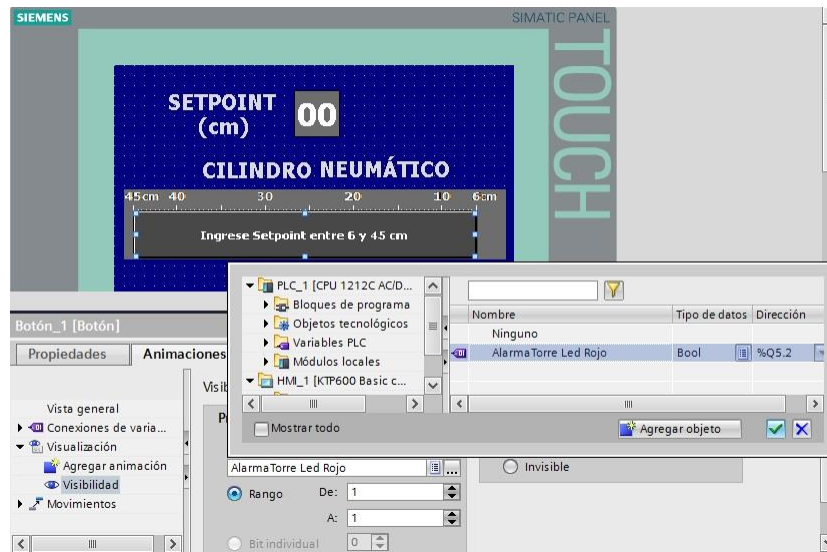 SIEMENS
SIMATIC PANEL
TOUCH
SETPOINT
(cm)
00
CILINDRO NEUMÁTICO
45cm 40 30 20 10 6cm
Ingrese Setpoint entre 6 y 45 cm
PLC_1 [CPU 1212C AC/D...
Bloques de programa
Objetos tecnológicos
Variables PLC
Módulos locales
HMI_1 [KTP600 Basic c...
Nombre Tipo de datos Dirección
Ninguno
AlarmaTorre Led Rojo Bool %Q5.2
Mostrar todo
Agregar objeto
Botón_1 [Botón]
Propiedades Animaciones
Vista general
Conexiones de varia...
Visualización
Agregar animación
Visibilidad
Movimientos
AlarmaTorre Led Rojo ...
Rango De: 1
A: 1
Bit individual 0
Invisible